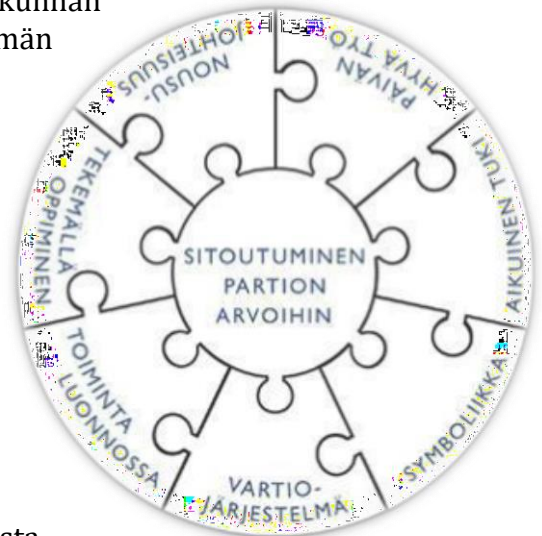 kunnan
män
NOUSU-
JOHTEISUUS
PÄIVÄN
HYVÄ TYÖ
AIKUINEN TUKI
SYMBOLIIKKA
VARTIO-
JÄRJESTELMÄ
TOIMINTA
LUONNOSSA
TEKEMÄLLÄ
OPPIMINEN
SITOUTUMINEN
PARTION
ARVOIHIN
sta